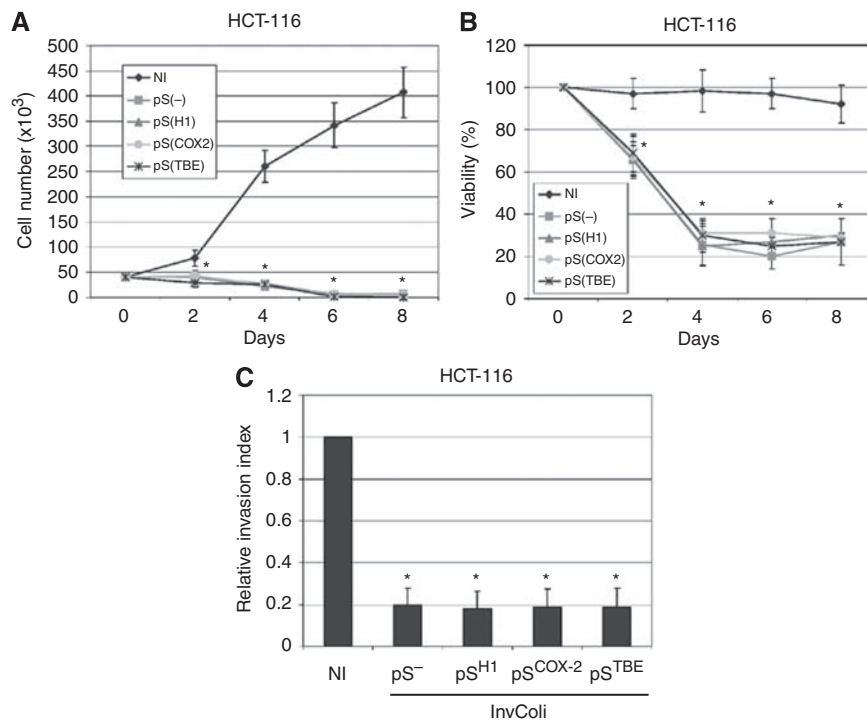 A
HCT-116
Cell number (x10³)
500
450
400
350
300
250
200
150
100
50
0
NI
pS(–)
pS(H1)
pS(COX2)
pS(TBE)
*
*
*
*
0 2 4 6 8
Days
B
HCT-116
Viability (%)
120
100
80
60
40
20
0
NI
pS(–)
pS(H1)
pS(COX2)
pS(TBE)
*
*
*
*
0 2 4 6 8
Days
C
HCT-116
Relative invasion index
1.2
1
0.8
0.6
0.4
0.2
0
* * * *
NI pS⁻ pS^H1 pS^COX-2 pS^TBE
InvColi